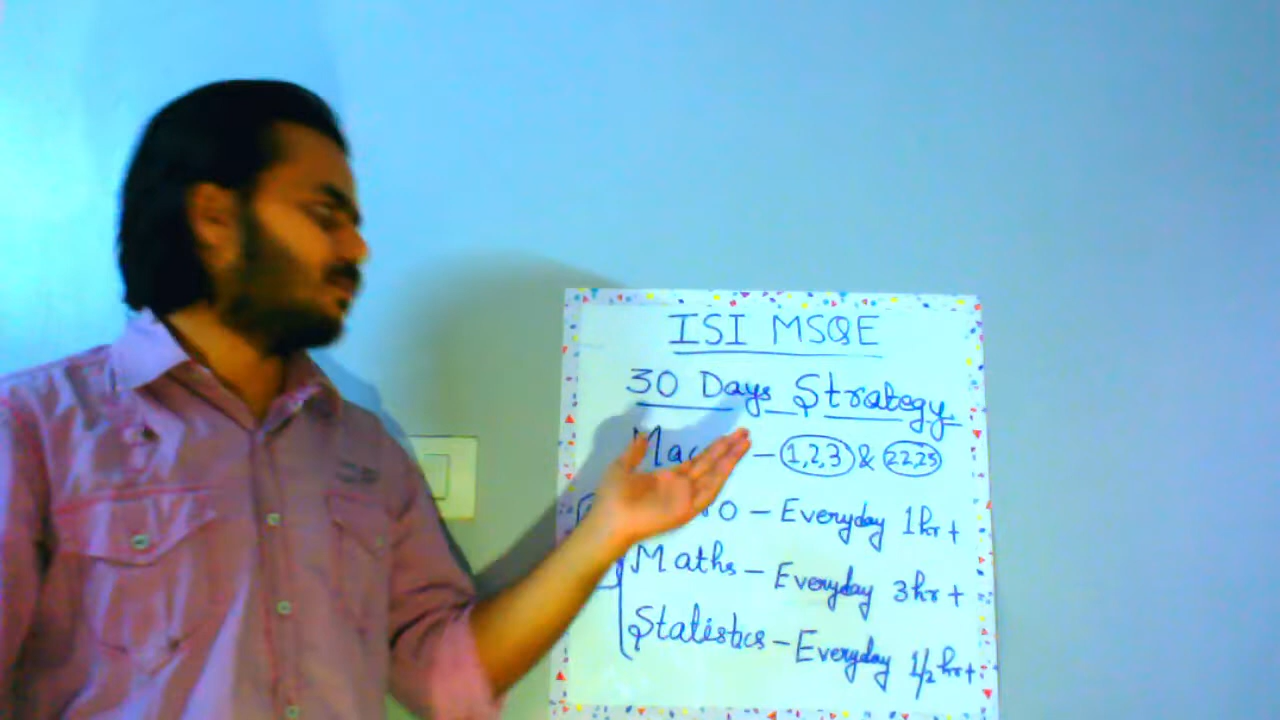 ISI MSQE
30 Days Strategy
– 1,2,3 & 22,23
– Everyday 1hr+
Maths – Everyday 3hr+
Statistics – Everyday 1/2 hr+